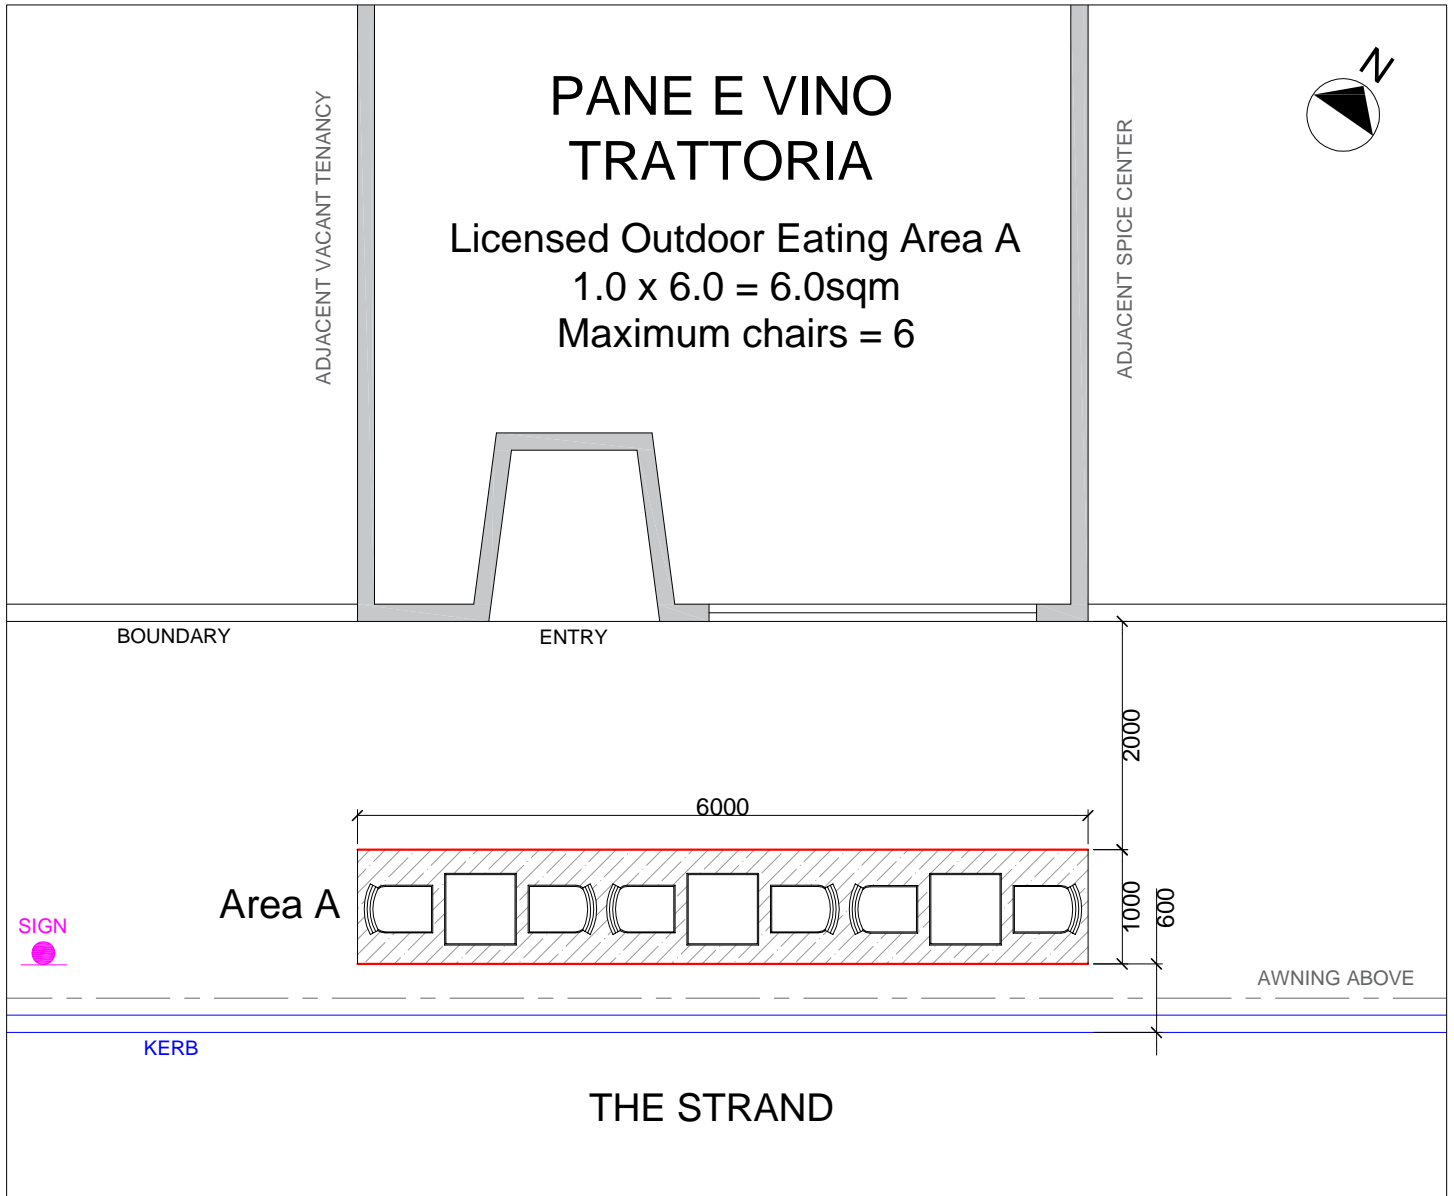 N
PANE E VINO
TRATTORIA
Licensed Outdoor Eating Area A
1.0 x 6.0 = 6.0sqm
Maximum chairs = 6
ADJACENT VACANT TENANCY
ADJACENT SPICE CENTER
BOUNDARY
ENTRY
2000
6000
Area A
1000
600
SIGN
AWNING ABOVE
KERB
THE STRAND